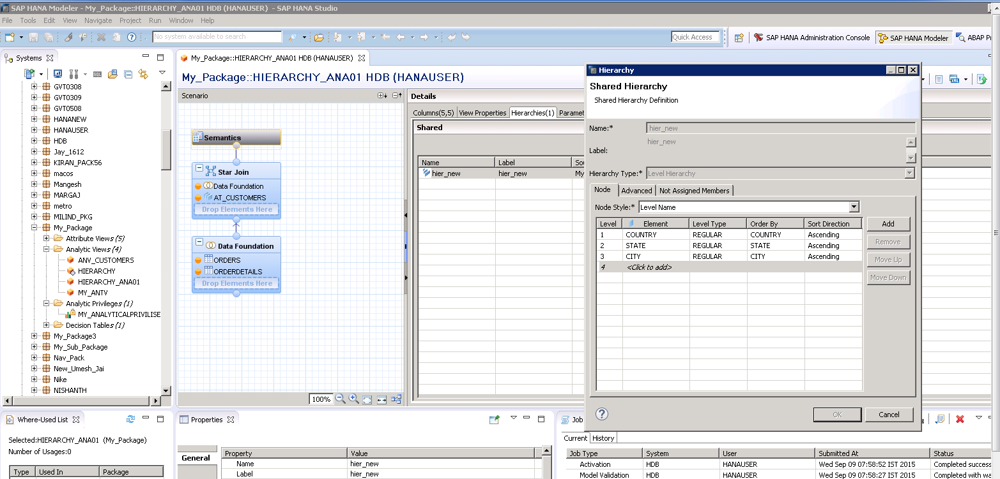 SAP HANA Modeler - My_Package::HIERARCHY_ANA01 HDB (HANAUSER) - SAP HANA Studio
File Tools Edit View Navigate Project Run Window Help
No system available to search
Quick Access
SAP HANA Administration Console
SAP HANA Modeler
ABAP
Systems
SQL
GVT0308
GVT0309
GVT0508
HANANEW
HANAUSER
HDB
Jay_1612
KIRAN_PACK56
macos
Mangesh
MARGAJ
metro
MILIND_PKG
My_Package
Attribute Views (5)
Analytic Views (4)
ANV_CUSTOMERS
HIERARCHY
HIERARCHY_ANA01
MY_ANTV
Analytic Privileges (1)
MY_ANALYTICALPRIVILISE
Decision Tables (1)
My_Package3
My_Sub_Package
Nav_Pack
New_Umesh_Jai
Nike
NISHANTH
My_Package::HIERARCHY_ANA01 HDB (HANAUSER)
My_Package::HIERARCHY_ANA01 HDB (HANAUSER)
Scenario
Semantics
Star Join
Data Foundation
AT_CUSTOMERS
Drop Elements Here
Data Foundation
ORDERS
ORDERDETAILS
Drop Elements Here
100%
Details
Columns(5,5) View Properties Hierarchies(1) Paramet
Shared
Name Label Sou
hier_new hier_new My
Hierarchy
Shared Hierarchy
Shared Hierarchy Definition
Name:* hier_new
Label: hier_new
Hierarchy Type:* Level Hierarchy
Node Advanced Not Assigned Members
Node Style:* Level Name
Level Element Level Type Order By Sort Direction
1 COUNTRY REGULAR COUNTRY Ascending
2 STATE REGULAR STATE Ascending
3 CITY REGULAR CITY Ascending
4 <Click to add>
Add
Remove
Move Up
Move Down
OK Cancel
Where-Used List
Selected:HIERARCHY_ANA01 (My_Package)
Number of Usages:0
Type Used In Package
Properties
General
Property Value
Name hier_new
Label hier_new
Job
Current History
Job Type System User Submitted At Status
Activation HDB HANAUSER Wed Sep 09 07:58:52 IST 2015 Completed success
Model Validation HDB HANAUSER Wed Sep 09 07:58:27 IST 2015 Completed with wa